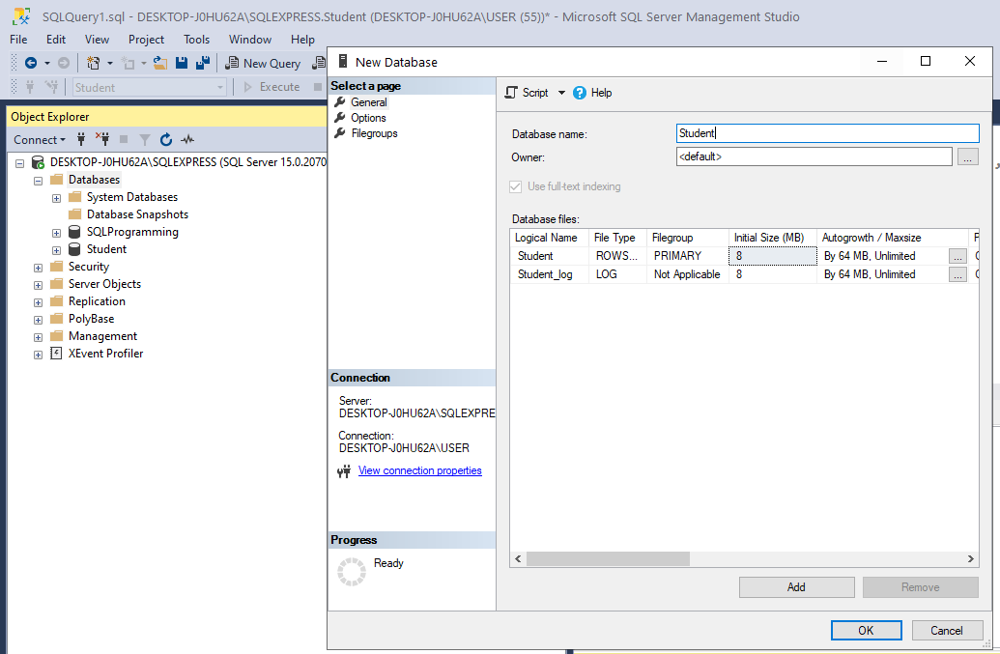 SQLQuery1.sql - DESKTOP-J0HU62A\SQLEXPRESS.Student (DESKTOP-J0HU62A\USER (55))* - Microsoft SQL Server Management Studio
File Edit View Project Tools Window Help
New Query
Student Execute
Object Explorer
Connect
DESKTOP-J0HU62A\SQLEXPRESS (SQL Server 15.0.2070
Databases
System Databases
Database Snapshots
SQLProgramming
Student
Security
Server Objects
Replication
PolyBase
Management
XEvent Profiler
New Database
Select a page
General
Options
Filegroups
Connection
Server:
DESKTOP-J0HU62A\SQLEXPRE
Connection:
DESKTOP-J0HU62A\USER
View connection properties
Progress
Ready
Script Help
Database name: Student
Owner: <default> ...
Use full-text indexing
Database files:
Logical Name File Type Filegroup Initial Size (MB) Autogrowth / Maxsize
Student ROWS... PRIMARY 8 By 64 MB, Unlimited ...
Student_log LOG Not Applicable 8 By 64 MB, Unlimited ...
Add Remove
OK Cancel